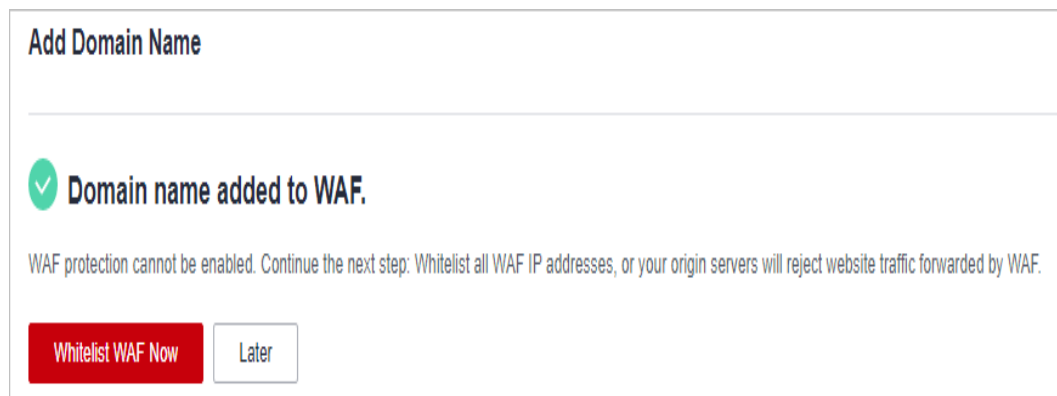 Add Domain Name
Domain name added to WAF.
WAF protection cannot be enabled. Continue the next step: Whitelist all WAF IP addresses, or your origin servers will reject website traffic forwarded by WAF.
Whitelist WAF Now Later